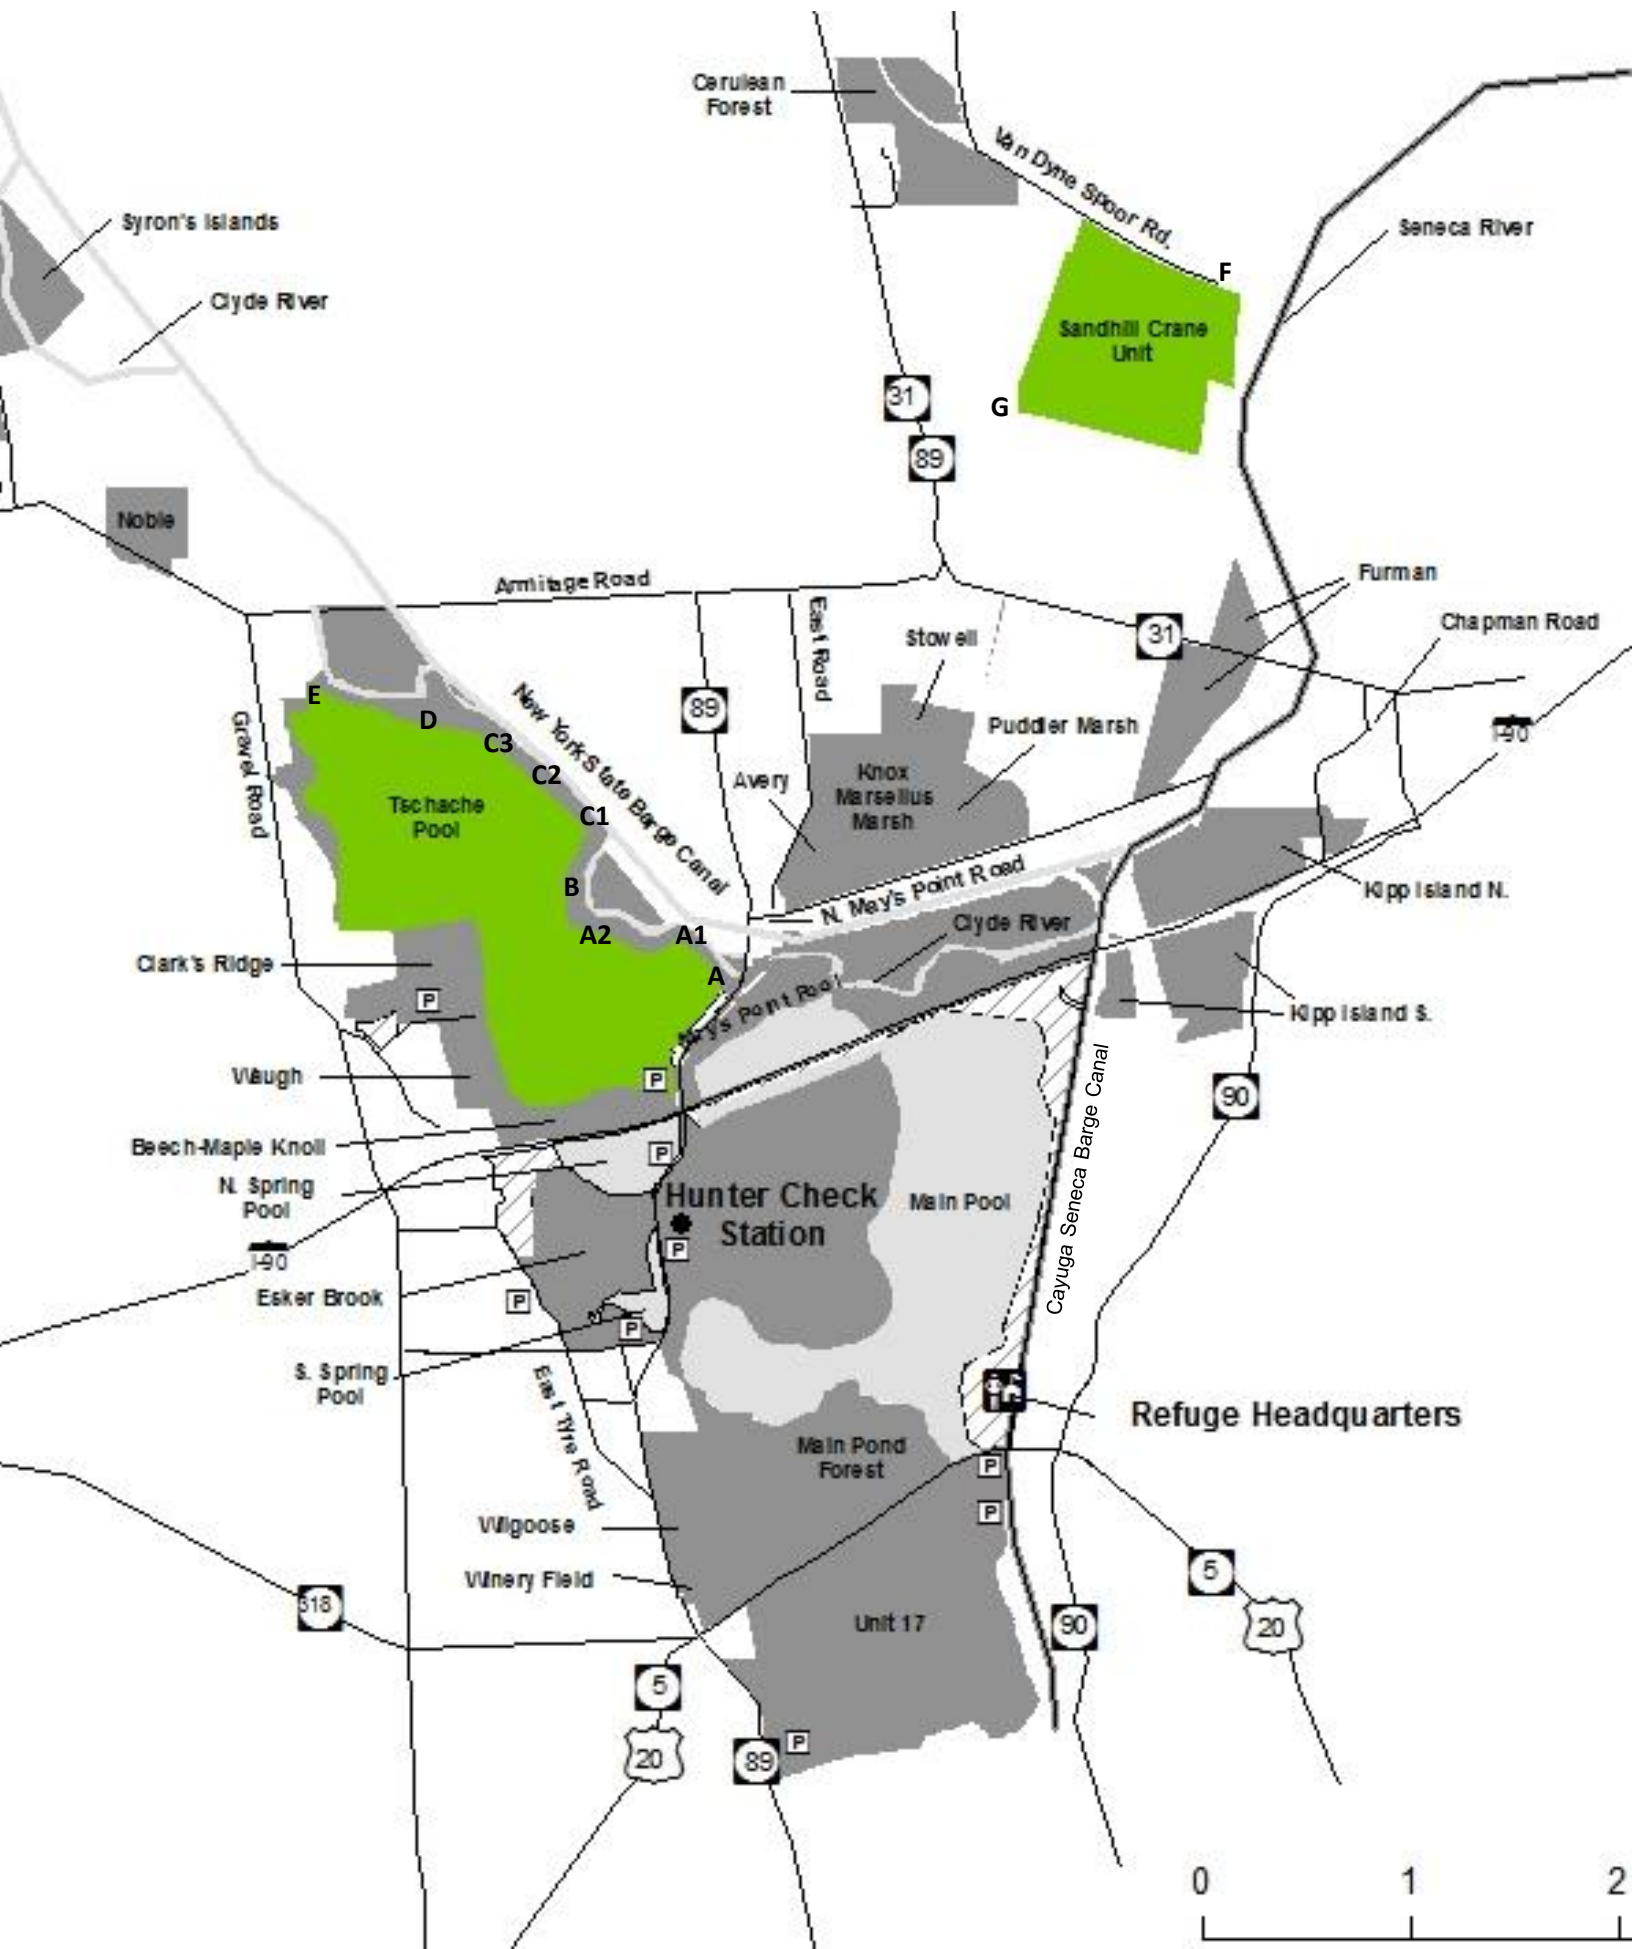 Cerulean
Forest
Van Dyne Spoor Rd.
Syron's Islands
Seneca River
F
Clyde River
Sandhill Crane
Unit
31
G
89
Noble
Armitage Road
Furman
East Road
Stowell
31
Chapman Road
E
New York State Barge Canal
89
D
Puddler Marsh
I-90
Gravel Road
C3
C2
Avery
Knox
Marsellus
Marsh
Tschache
Pool
C1
B
N. May's Point Road
Kipp Island N.
Clyde River
A2
A1
Clark's Ridge
A
P
May's Point Pool
Kipp Island S.
Waugh
P
Cayuga Seneca Barge Canal
90
Beech-Maple Knoll
P
N. Spring
Pool
Hunter Check
Station
Main Pool
P
I-90
Esker Brook
P
P
S. Spring
Pool
East Tyre Road
Refuge Headquarters
Main Pond
Forest
P
P
Wilgoose
Winery Field
5
318
Unit 17
90
20
5
20
89
P
0 1 2